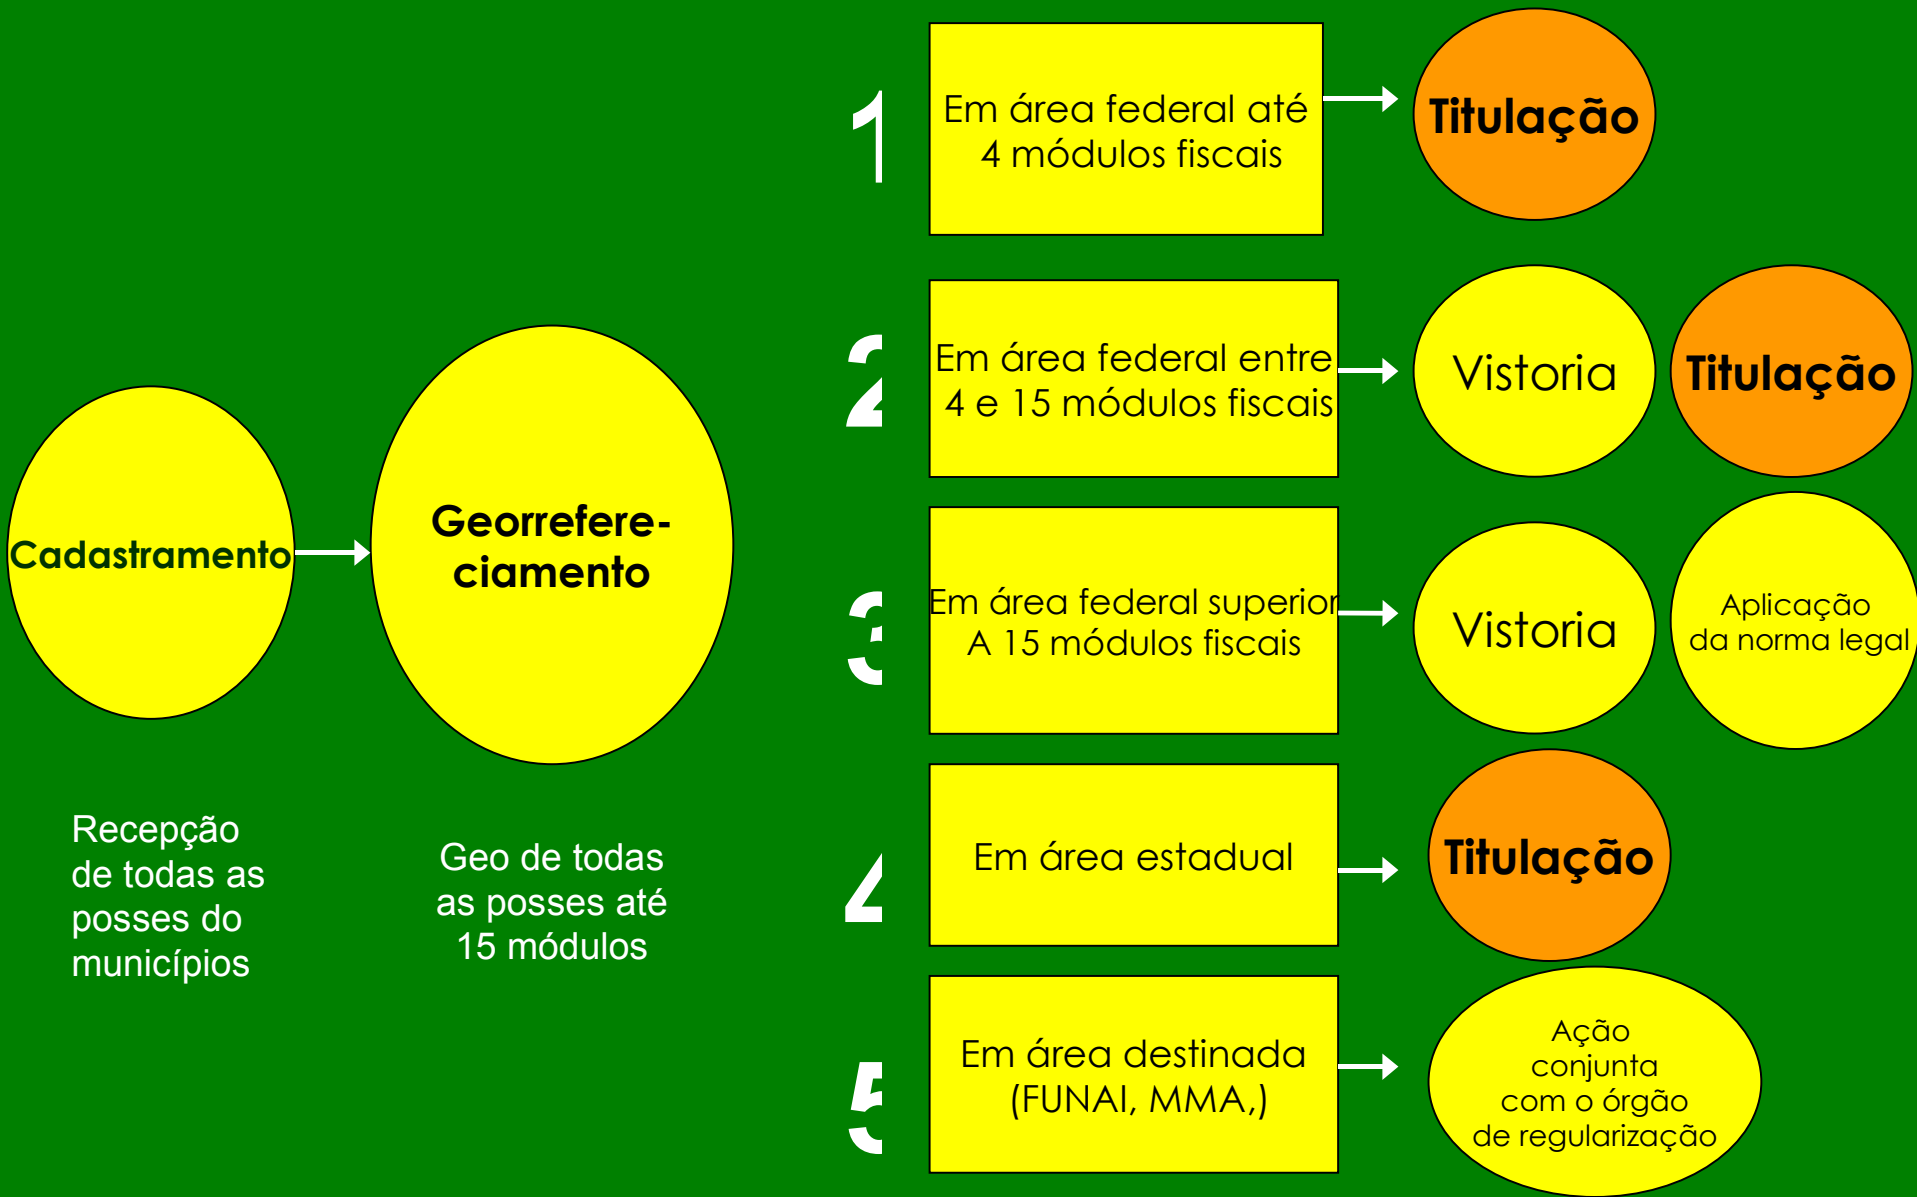 Cadastramento
Recepção
de todas as
posses do
municípios
Georrefere-
ciamento
Geo de todas
as posses até
15 módulos
1
Em área federal até
4 módulos fiscais
Titulação
2
Em área federal entre
4 e 15 módulos fiscais
Vistoria
Titulação
3
Em área federal superior
A 15 módulos fiscais
Vistoria
Aplicação
da norma legal
4
Em área estadual
Titulação
5
Em área destinada
(FUNAI, MMA,)
Ação
conjunta
com o órgão
de regularização